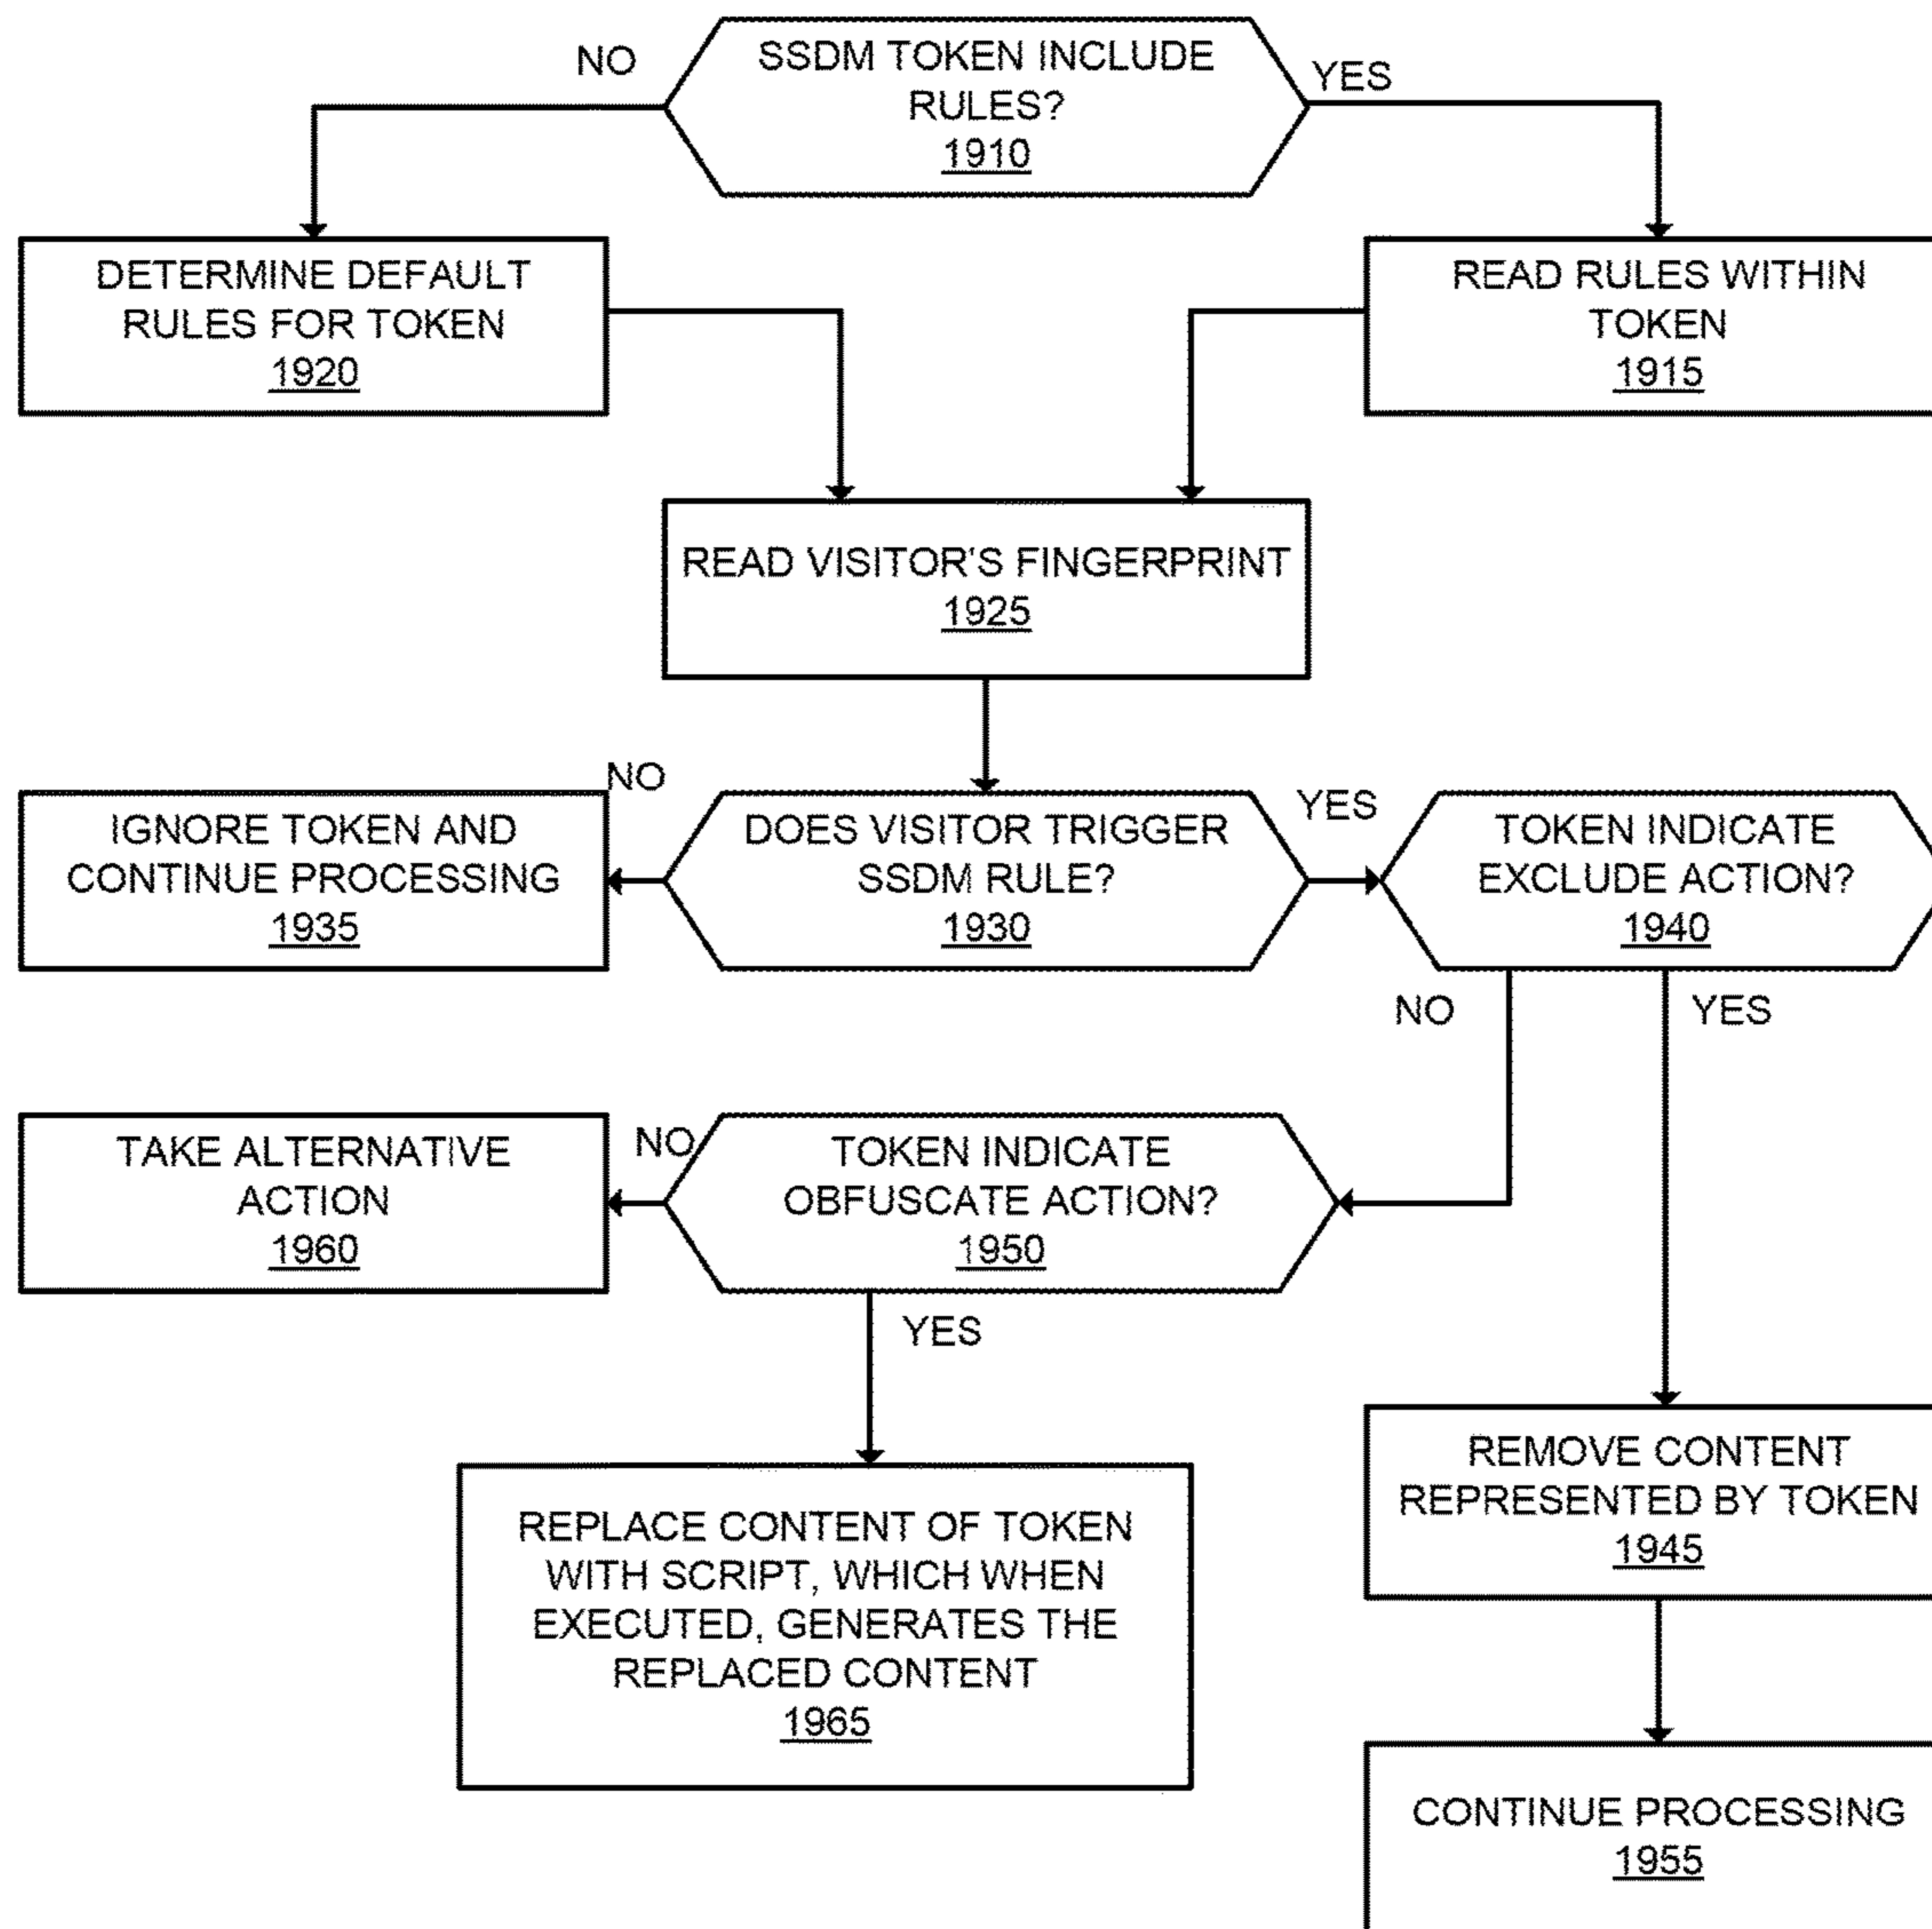 NO
SSDM TOKEN INCLUDE
RULES?
1910
YES
DETERMINE DEFAULT
RULES FOR TOKEN
1920
READ RULES WITHIN
TOKEN
1915
READ VISITOR'S FINGERPRINT
1925
NO
IGNORE TOKEN AND
CONTINUE PROCESSING
1935
DOES VISITOR TRIGGER
SSDM RULE?
1930
YES
TOKEN INDICATE
EXCLUDE ACTION?
1940
NO
YES
TAKE ALTERNATIVE
ACTION
1960
NO
TOKEN INDICATE
OBFUSCATE ACTION?
1950
YES
REPLACE CONTENT OF TOKEN
WITH SCRIPT, WHICH WHEN
EXECUTED, GENERATES THE
REPLACED CONTENT
1965
REMOVE CONTENT
REPRESENTED BY TOKEN
1945
CONTINUE PROCESSING
1955